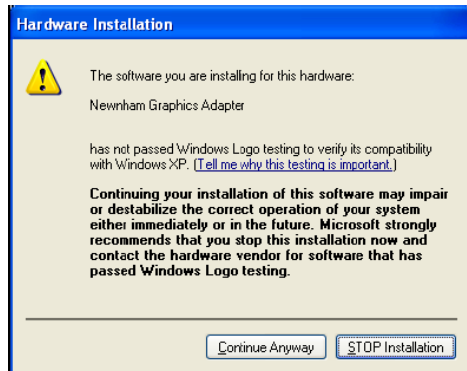 Hardware Installation
The software you are installing for this hardware:
Newnham Graphics Adapter
has not passed Windows Logo testing to verify its compatibility
with Windows XP. (Tell me why this testing is important.)
Continuing your installation of this software may impair
or destabilize the correct operation of your system
either immediately or in the future. Microsoft strongly
recommends that you stop this installation now and
contact the hardware vendor for software that has
passed Windows Logo testing.
Continue Anyway
STOP Installation